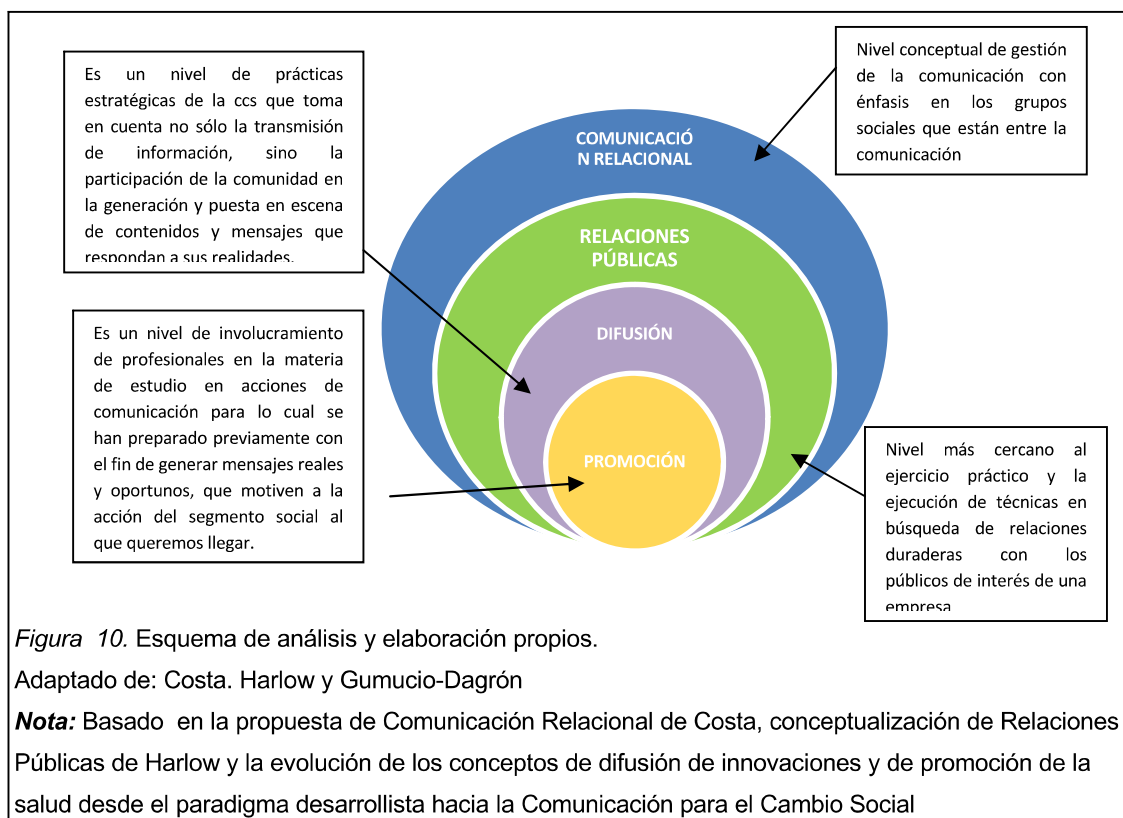 Es un nivel de prácticas
estratégicas de la ccs que toma
en cuenta no sólo la transmisión
de información, sino la
participación de la comunidad en
la generación y puesta en escena
de contenidos y mensajes que
respondan a sus realidades.
Nivel conceptual de gestión
de la comunicación con
énfasis en los grupos
sociales que están entre la
comunicación
COMUNICACIÓ
N RELACIONAL
RELACIONES
PÚBLICAS
DIFUSIÓN
PROMOCIÓN
Es un nivel de involucramiento
de profesionales en la materia
de estudio en acciones de
comunicación para lo cual se
han preparado previamente con
el fin de generar mensajes reales
y oportunos, que motiven a la
acción del segmento social al
que queremos llegar.
Nivel más cercano al
ejercicio práctico y la
ejecución de técnicas en
búsqueda de relaciones
duraderas con los
públicos de interés de una
empresa
Figura 10. Esquema de análisis y elaboración propios.
Adaptado de: Costa. Harlow y Gumucio-Dagrón
Nota: Basado en la propuesta de Comunicación Relacional de Costa, conceptualización de Relaciones
Públicas de Harlow y la evolución de los conceptos de difusión de innovaciones y de promoción de la
salud desde el paradigma desarrollista hacia la Comunicación para el Cambio Social